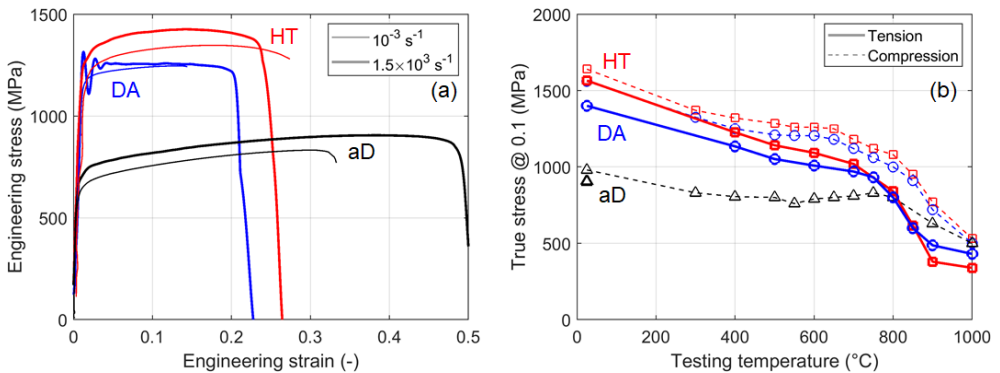 1500
1000
500
0
0
0.1
0.2
0.3
0.4
0.5
Engineering stress (MPa)
Engineering strain (-)
HT
DA
aD
10-3 s-1
1.5×103 s-1
(a)
2000
1500
1000
500
0
0
200
400
600
800
1000
True stress @ 0.1 (MPa)
Testing temperature (°C)
HT
DA
aD
Tension
Compression
(b)